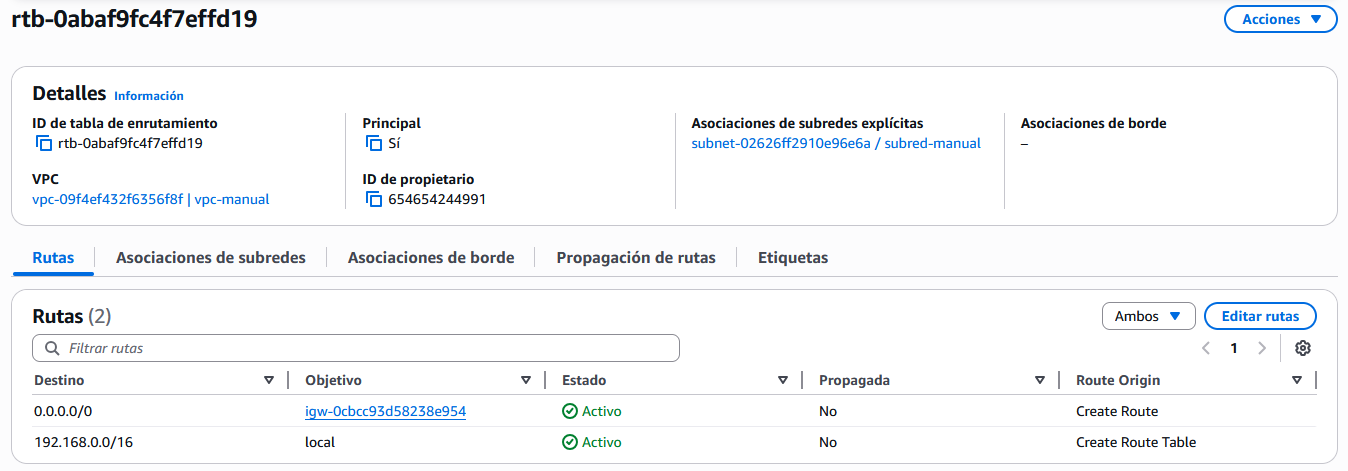 rtb-0abaf9fc4f7effd19
Acciones
Detalles Información
ID de tabla de enrutamiento
rtb-0abaf9fc4f7effd19
Principal
Sí
Asociaciones de subredes explícitas
subnet-02626ff2910e96e6a / subred-manual
Asociaciones de borde
–
VPC
vpc-09f4ef432f6356f8f | vpc-manual
ID de propietario
654654244991
Rutas Asociaciones de subredes Asociaciones de borde Propagación de rutas Etiquetas
Rutas (2) Ambos Editar rutas
Filtrar rutas 1
Destino Objetivo Estado Propagada Route Origin
0.0.0.0/0 igw-0cbcc93d58238e954 Activo No Create Route
192.168.0.0/16 local Activo No Create Route Table